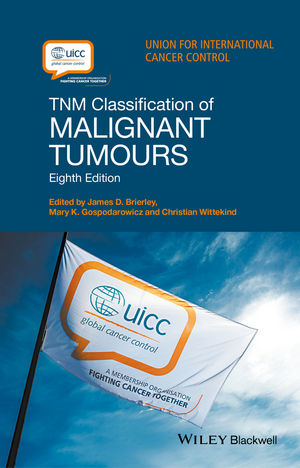 uicc
global cancer control
A MEMBERSHIP ORGANISATION
FIGHTING CANCER TOGETHER
UNION FOR INTERNATIONAL
CANCER CONTROL
TNM Classification of
MALIGNANT
TUMOURS
Eighth Edition
Edited by James D. Brierley,
Mary K. Gospodarowicz and Christian Wittekind
uicc
global cancer control
A MEMBERSHIP ORGANISATION
FIGHTING CANCER TOGETHER
WILEY Blackwell